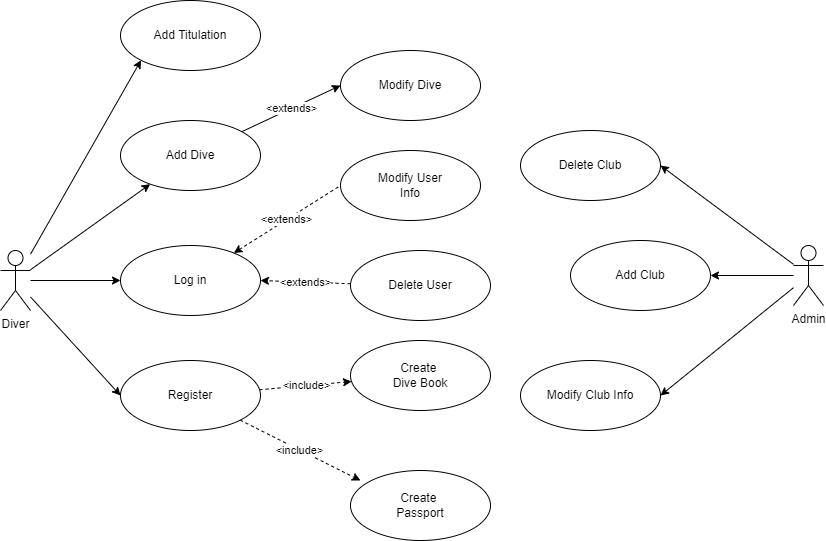 Add Titulation
Modify Dive
<extends>
Add Dive
Delete Club
Modify User
Info
<extends>
Add Club
Log in
<extends>
Delete User
Diver
Admin
Create
Dive Book
<include>
Register
Modify Club Info
<include>
Create
Passport